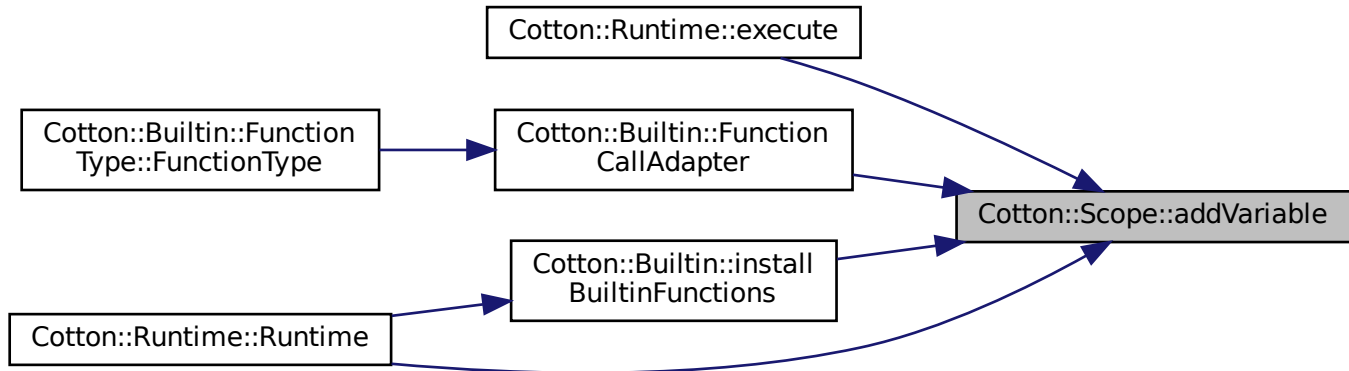 Cotton::Runtime::execute
Cotton::Builtin::Function
Type::FunctionType
Cotton::Builtin::Function
CallAdapter
Cotton::Scope::addVariable
Cotton::Builtin::install
BuiltinFunctions
Cotton::Runtime::Runtime